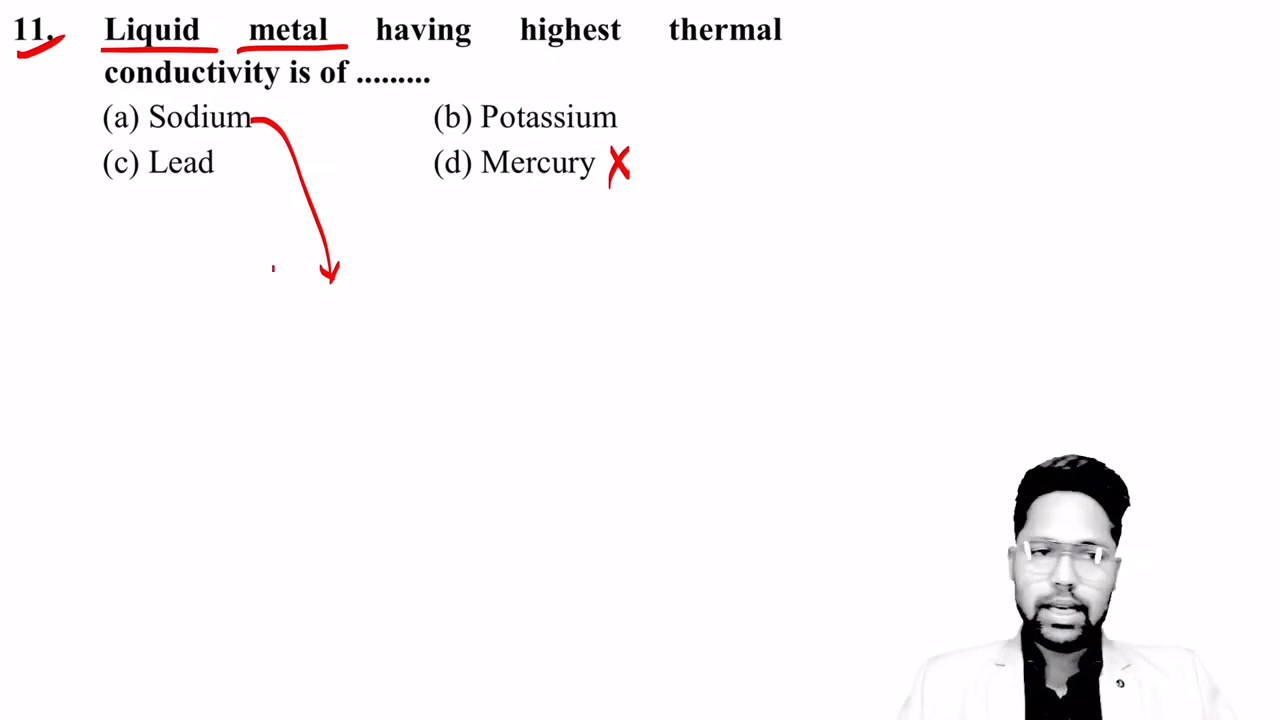 11. Liquid metal having highest thermal
conductivity is of .........
(a) Sodium (b) Potassium
(c) Lead (d) Mercury